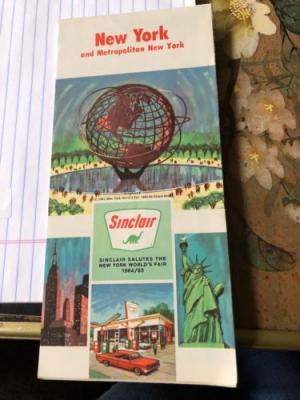 New York
and Metropolitan New York
Sinclair
SINCLAIR SALUTES THE
NEW YORK WORLD'S FAIR
1964/65